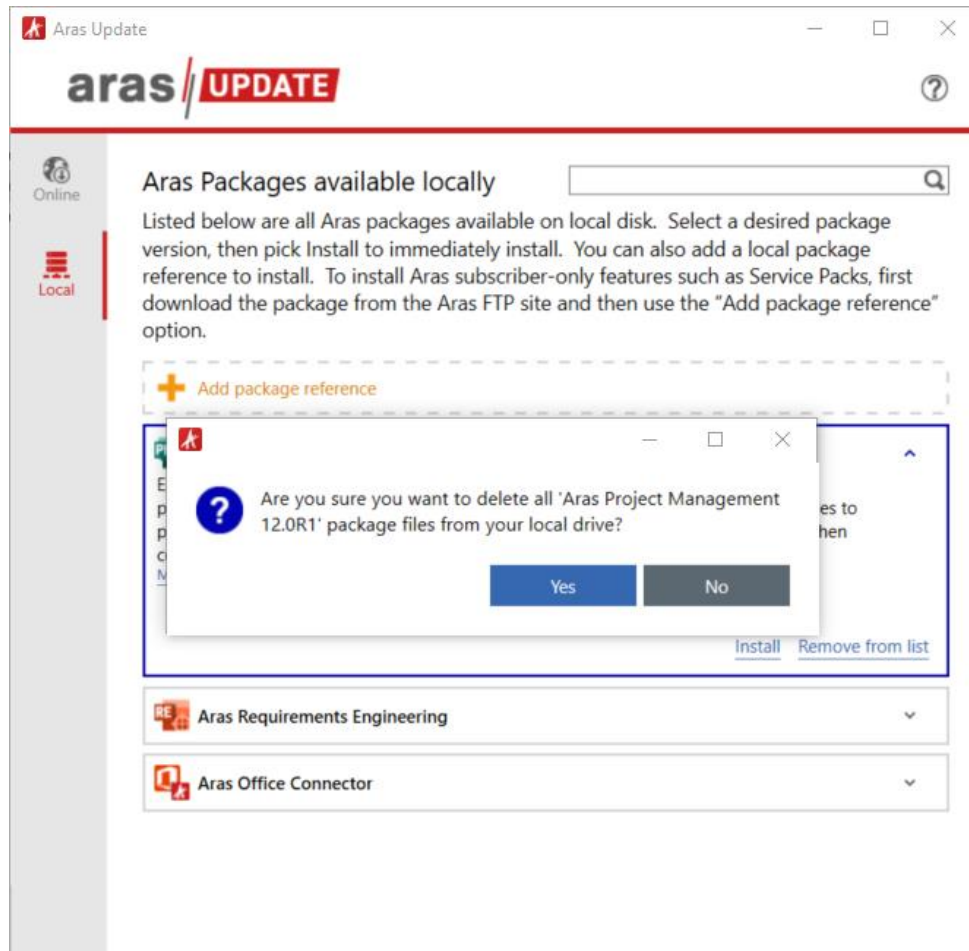 Aras Update
aras UPDATE
Online
Local
Aras Packages available locally
Listed below are all Aras packages available on local disk. Select a desired package
version, then pick Install to immediately install. You can also add a local package
reference to install. To install Aras subscriber-only features such as Service Packs, first
download the package from the Aras FTP site and then use the “Add package reference”
option.
Add package reference
Are you sure you want to delete all 'Aras Project Management
12.0R1' package files from your local drive?
Yes
No
es to
hen
Install Remove from list
RE Aras Requirements Engineering
Aras Office Connector